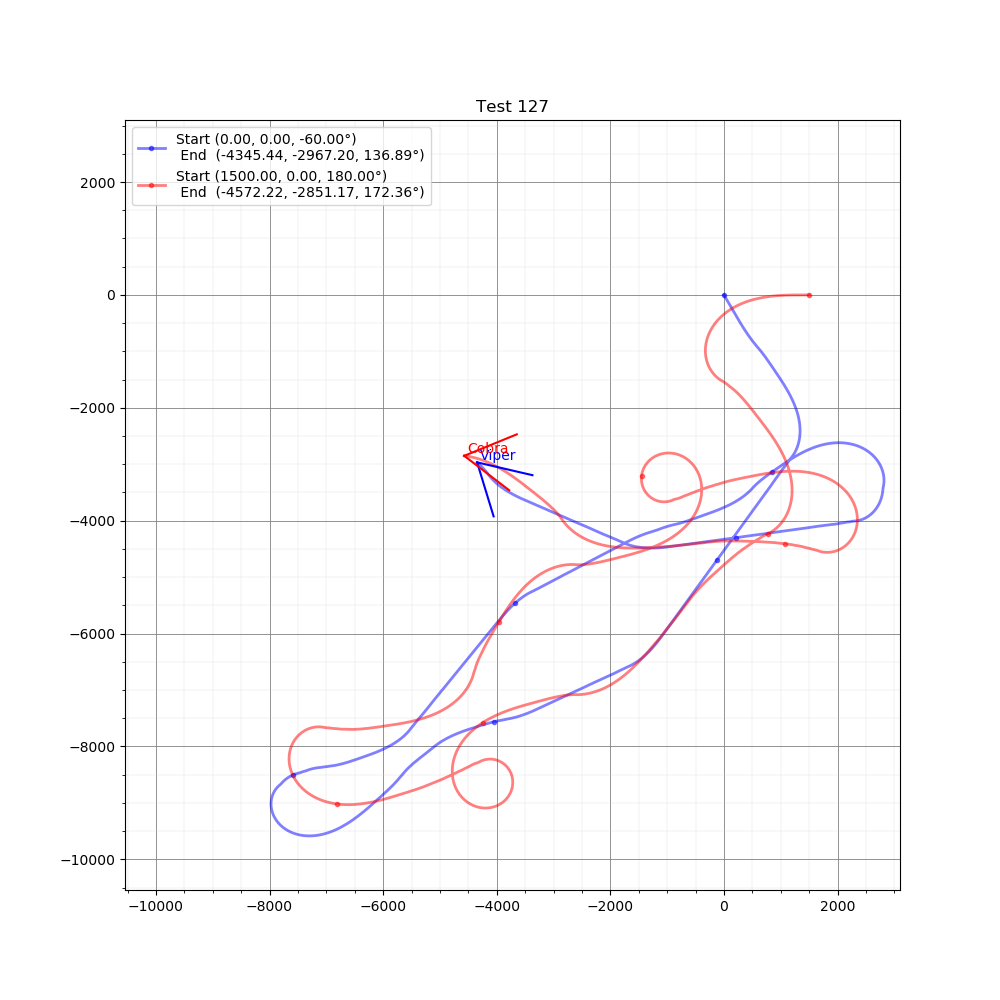 Test 127
Start (0.00, 0.00, -60.00°)
End (-4345.44, -2967.20, 136.89°)
Start (1500.00, 0.00, 180.00°)
End (-4572.22, -2851.17, 172.36°)
2000
0
−2000
Cobra
Viper
−4000
−6000
−8000
−10000
−10000 −8000 −6000 −4000 −2000 0 2000